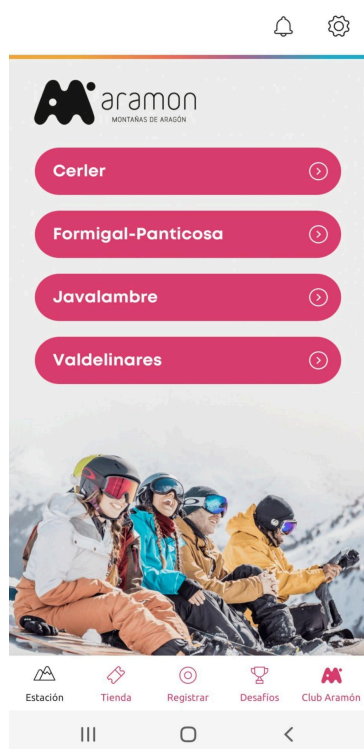 aramon
MONTAÑAS DE ARAGÓN
Cerler
Formigal-Panticosa
Javalambre
Valdelinares
Estación
Tienda
Registrar
Desafíos
Club Aramón